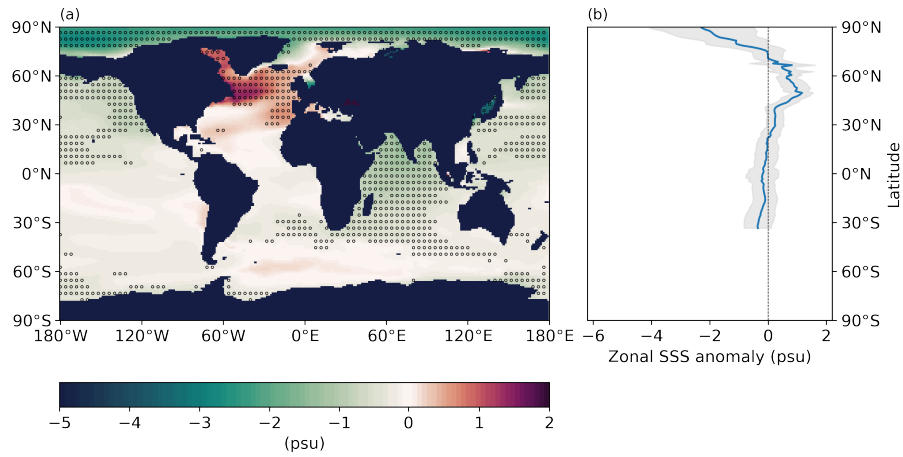 (a)
(b)
90°N
60°N
30°N
0°N
30°S
60°S
90°S
180°W
120°W
60°W
0°E
60°E
120°E
180°E
90°N
60°N
30°N
0°N
30°S
60°S
90°S
Latitude
−6
−4
−2
0
2
Zonal SSS anomaly (psu)
−5
−4
−3
−2
−1
0
1
2
(psu)